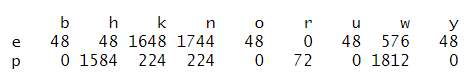 b h k n o r u w y
e 48 48 1648 1744 48 0 48 576 48
p 0 1584 224 224 0 72 0 1812 0